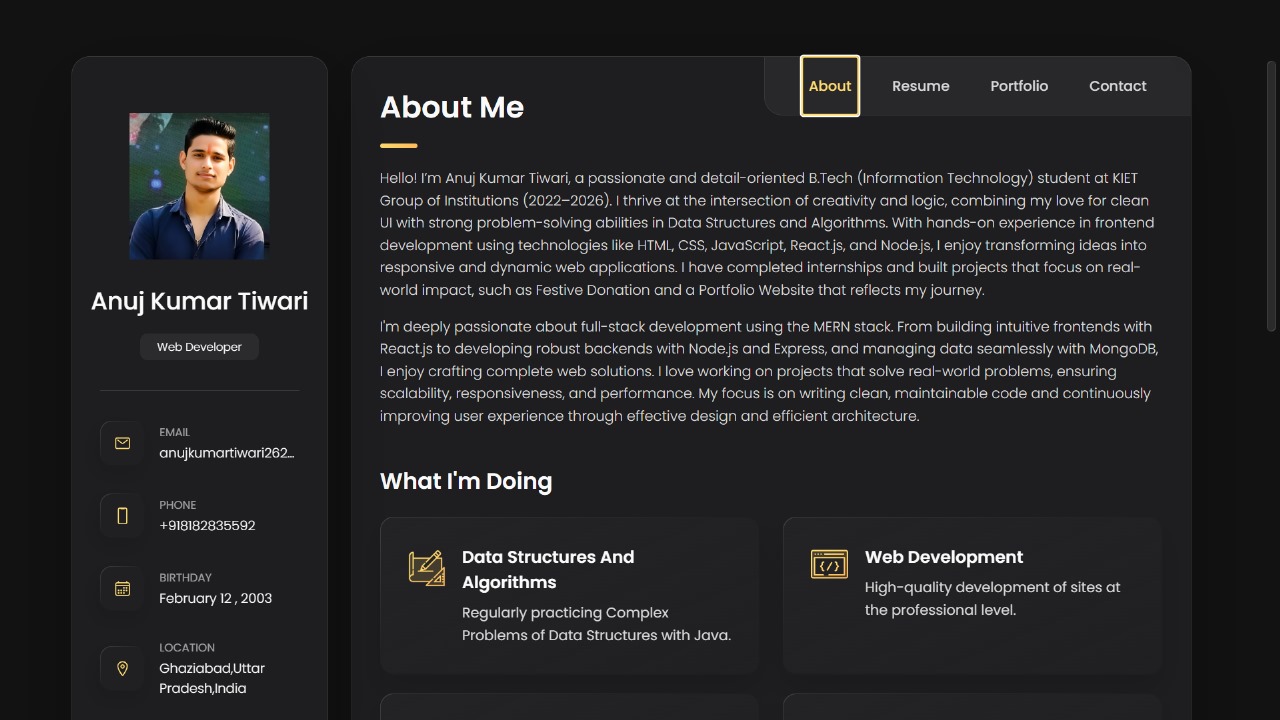 Anuj Kumar Tiwari
Web Developer
EMAIL
anujkumartiwari262...
PHONE
+918182835592
BIRTHDAY
February 12 , 2003
LOCATION
Ghaziabad,Uttar
Pradesh,India
About
Resume
Portfolio
Contact
About Me
Hello! I'm Anuj Kumar Tiwari, a passionate and detail-oriented B.Tech (Information Technology) student at KIET
Group of Institutions (2022–2026). I thrive at the intersection of creativity and logic, combining my love for clean
UI with strong problem-solving abilities in Data Structures and Algorithms. With hands-on experience in frontend
development using technologies like HTML, CSS, JavaScript, React.js, and Node.js, I enjoy transforming ideas into
responsive and dynamic web applications. I have completed internships and built projects that focus on real-
world impact, such as Festive Donation and a Portfolio Website that reflects my journey.
I'm deeply passionate about full-stack development using the MERN stack. From building intuitive frontends with
React.js to developing robust backends with Node.js and Express, and managing data seamlessly with MongoDB,
I enjoy crafting complete web solutions. I love working on projects that solve real-world problems, ensuring
scalability, responsiveness, and performance. My focus is on writing clean, maintainable code and continuously
improving user experience through effective design and efficient architecture.
What I'm Doing
Data Structures And
Algorithms
Regularly practicing Complex
Problems of Data Structures with Java.
Web Development
High-quality development of sites at
the professional level.